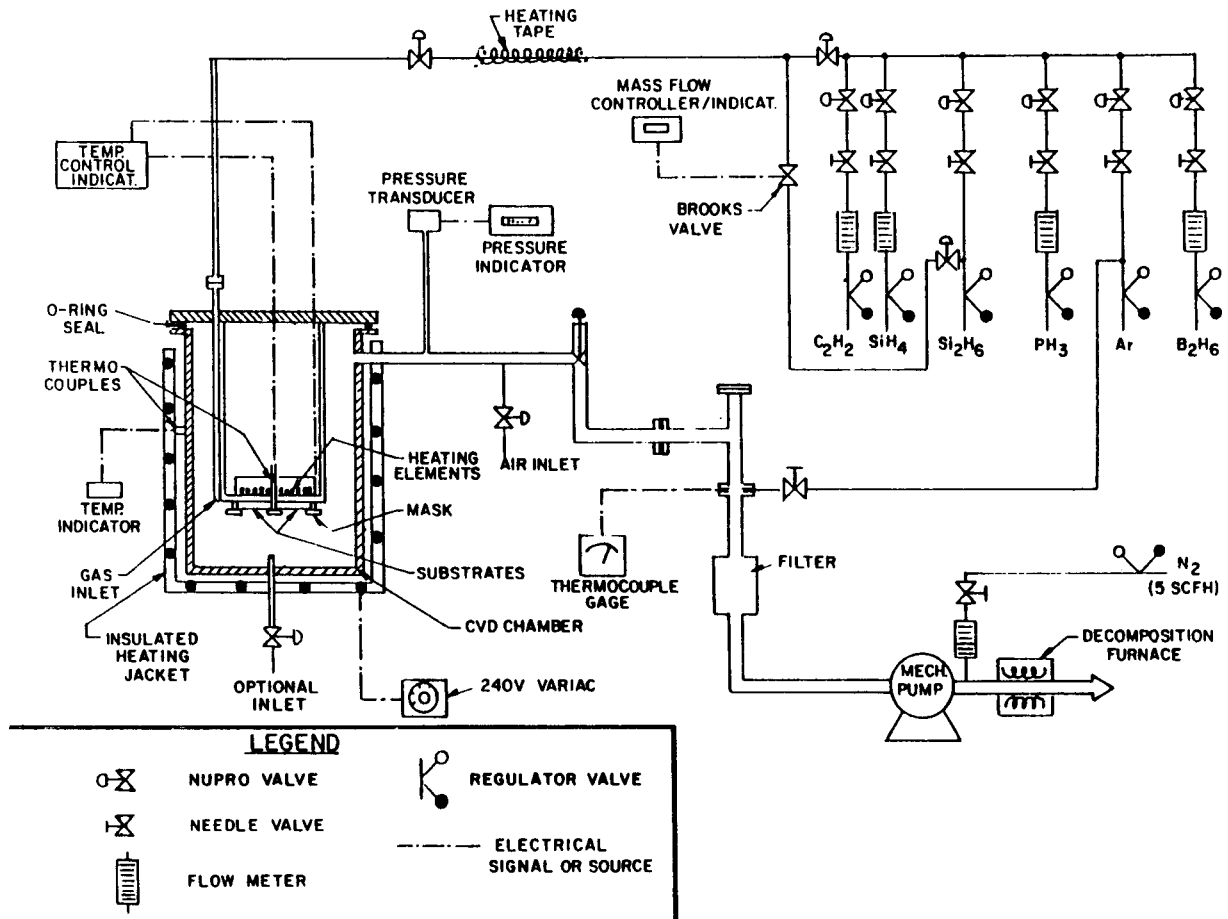 HEATING
TAPE
MASS FLOW
CONTROLLER/INDICAT.
TEMP.
CONTROL
INDICAT.
PRESSURE
TRANSDUCER
PRESSURE
INDICATOR
BROOKS
VALVE
C2H2
SiH4
Si2H6
PH3
Ar
B2H6
O-RING
SEAL
THERMO
COUPLES
AIR INLET
HEATING
ELEMENTS
MASK
TEMP.
INDICATOR
GAS
INLET
SUBSTRATES
THERMOCOUPLE
GAGE
FILTER
N2
(5 SCFH)
INSULATED
HEATING
JACKET
CVD CHAMBER
OPTIONAL
INLET
240V VARIAC
MECH.
PUMP
DECOMPOSITION
FURNACE
LEGEND
NUPRO VALVE
REGULATOR VALVE
NEEDLE VALVE
ELECTRICAL
SIGNAL OR SOURCE
FLOW METER